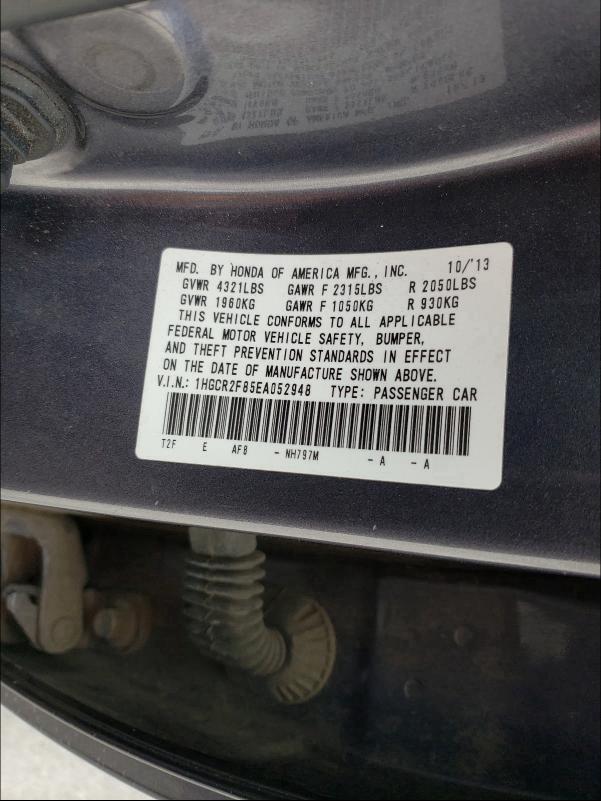 MFD. BY HONDA OF AMERICA MFG., INC. 10/'13
GVWR 4321LBS GAWR F 2315LBS R 2050LBS
GVWR 1960KG GAWR F 1050KG R 930KG
THIS VEHICLE CONFORMS TO ALL APPLICABLE
FEDERAL MOTOR VEHICLE SAFETY, BUMPER,
AND THEFT PREVENTION STANDARDS IN EFFECT
ON THE DATE OF MANUFACTURE SHOWN ABOVE.
V.I.N.: 1HGCR2F85EA052948 TYPE: PASSENGER CAR
T2F E AF8 - NH797M - A - A